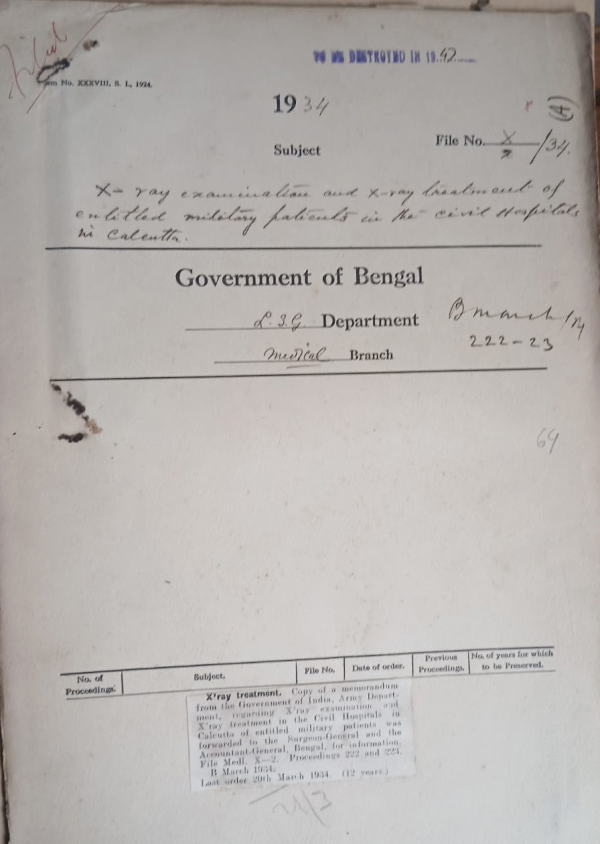 Filed
TO BE DESTROYED IN 1942
Form No. XXXVIII, S. I., 1924.
1934
(A)
Subject
File No. X/2/34.
X-ray examination and X-ray treatment of
entitled military patients in the civil Hospitals
in Calcutta.
Government of Bengal
L.S.G. Department
B March/34
Medical Branch
222-23
64
No. of Proceedings.
Subject.
File No.
Date of order.
Previous Proceedings.
No. of years for which to be Preserved.
X'ray treatment. Copy of a memorandum
from the Government of India, Army Depart-
ment, regarding X'ray examination and
X'ray treatment in the Civil Hospitals in
Calcutta of entitled military patients was
forwarded to the Surgeon-General and the
Accountant-General, Bengal, for information.
File Medl. X—2. Proceedings 222 and 223.
B March 1934.
Last order 20th March 1934. (12 years.)